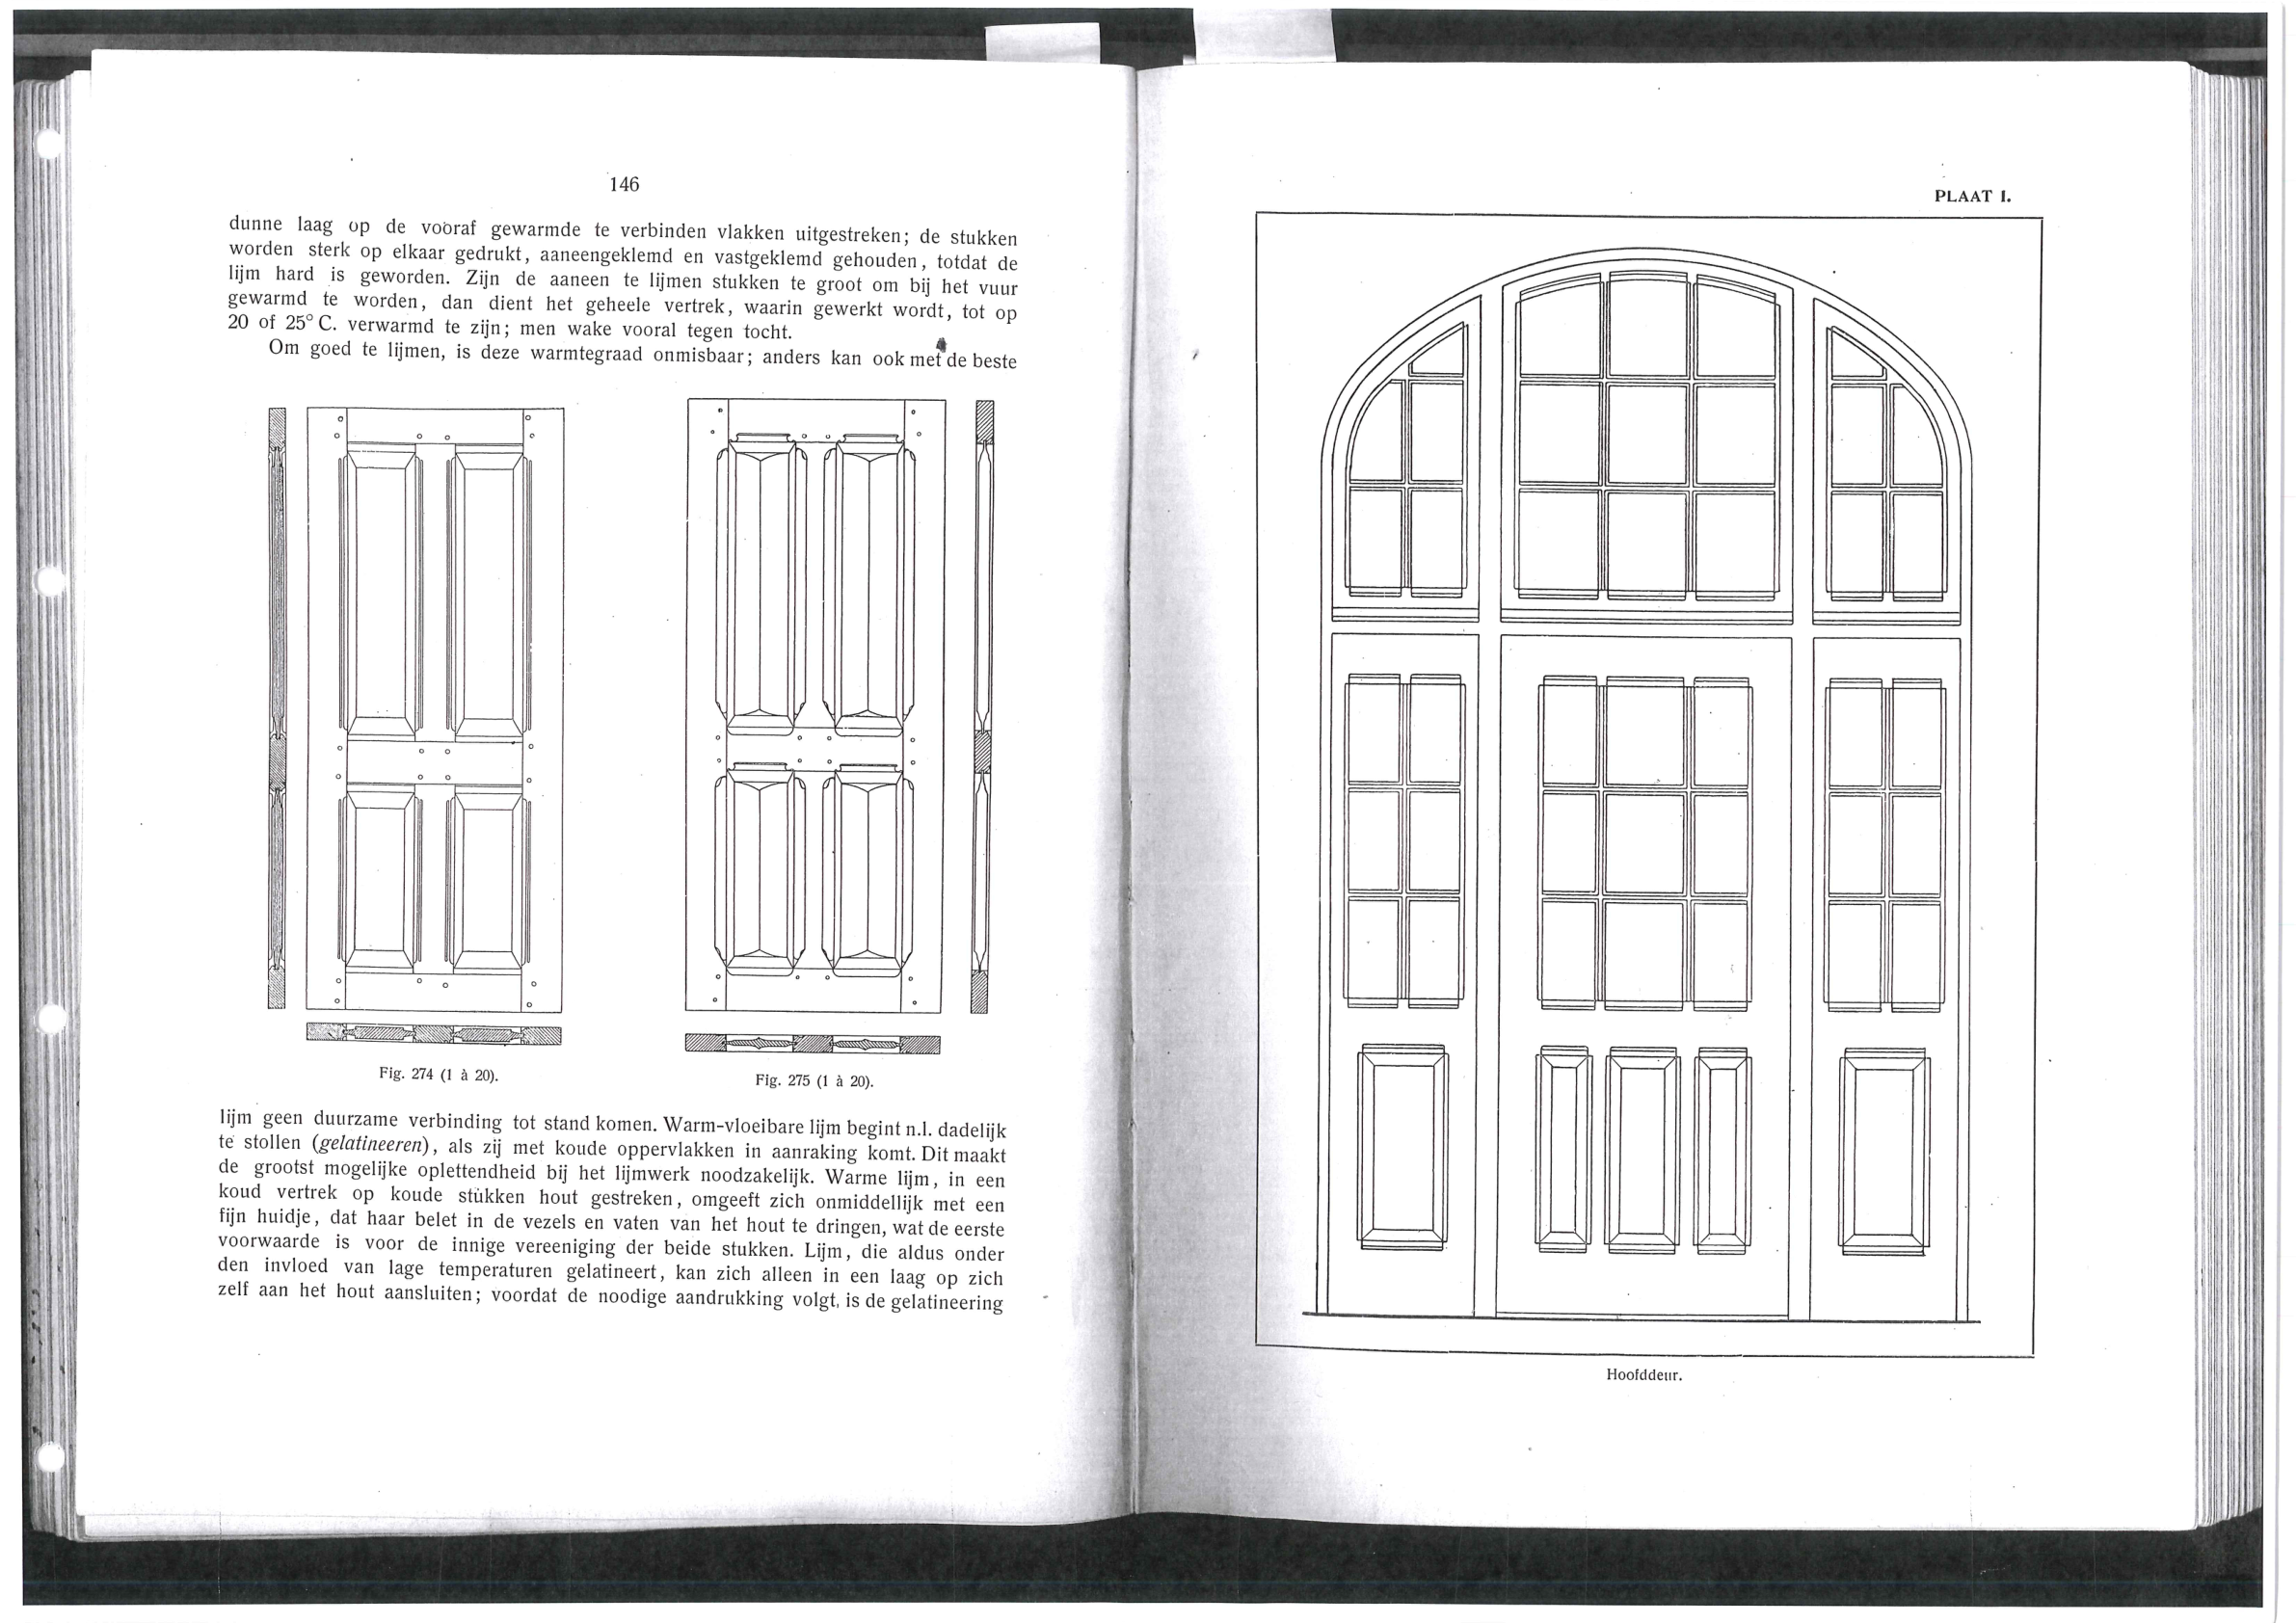 146
dunne laag op de vooraf gewarmde te verbinden vlakken uitgestreken; de stukken
worden sterk op elkaar gedrukt, aaneengeklemd en vastgeklemd gehouden, totdat de
lijm hard is geworden. Zijn de aaneen te lijmen stukken te groot om bij het vuur
gewarmd te worden, dan dient het geheele vertrek, waarin gewerkt wordt, tot op
20 of 25° C. verwarmd te zijn; men wake vooral tegen tocht.
Om goed te lijmen, is deze warmtegraad onmisbaar; anders kan ook met de beste
Fig. 274 (1 à 20).
Fig. 275 (1 à 20).
lijm geen duurzame verbinding tot stand komen. Warm-vloeibare lijm begint n.l. dadelijk
te stollen (gelatineeren), als zij met koude oppervlakken in aanraking komt. Dit maakt
de grootst mogelijke oplettendheid bij het lijmwerk noodzakelijk. Warme lijm, in een
koud vertrek op koude stukken hout gestreken, omgeeft zich onmiddellijk met een
fijn huidje, dat haar belet in de vezels en vaten van het hout te dringen, wat de eerste
voorwaarde is voor de innige vereeniging der beide stukken. Lijm, die aldus onder
den invloed van lage temperaturen gelatineert, kan zich alleen in een laag op zich
zelf aan het hout aansluiten; voordat de noodige aandrukking volgt, is de gelatineering
PLAAT I.
Hoofddeur.